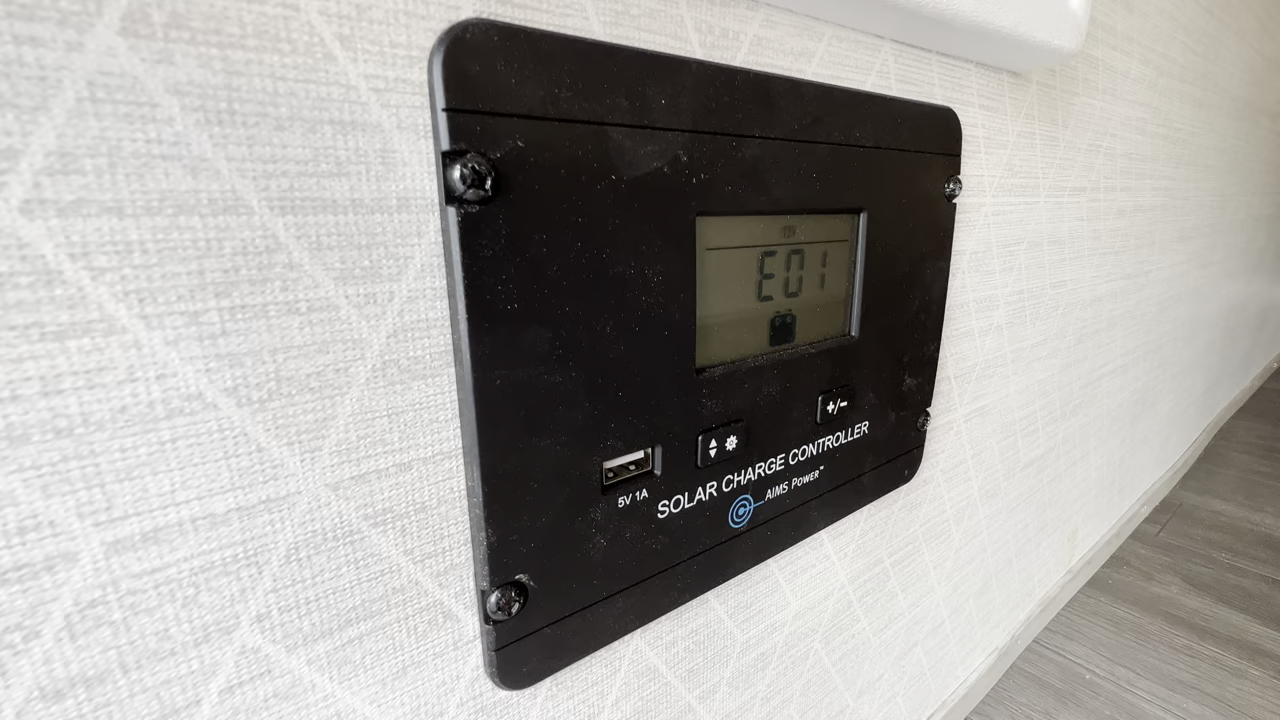 E01
+/-
5V 1A
SOLAR CHARGE CONTROLLER
AIMS POWER™